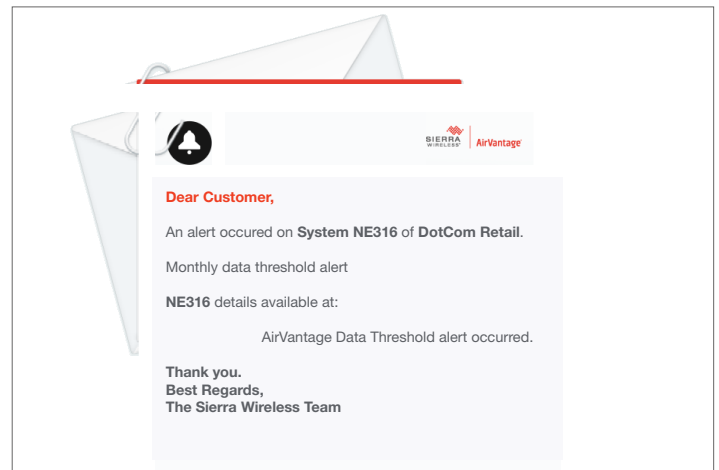 SIERRA
WIRELESS
AirVantage
Dear Customer,
An alert occured on System NE316 of DotCom Retail.
Monthly data threshold alert
NE316 details available at:
AirVantage Data Threshold alert occurred.
Thank you.
Best Regards,
The Sierra Wireless Team